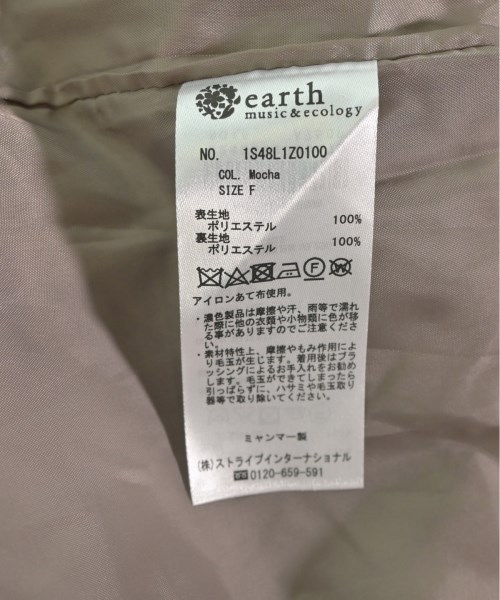 earth
music&ecology
NO. 1S48L1Z0100
COL. Mocha
SIZE F
表生地
ポリエステル 100%
裏生地
ポリエステル 100%
アイロンあて布使用。
・濃色製品は摩擦や汗、雨等で濡れ
た際に他の衣類や小物類に色が移
る事がありますのでご注意くださ
い。
・素材特性上、摩擦やもみ作用によ
り毛玉が生じます。着用後はブラ
ッシングによるお手入れをお勧め
します。毛玉ができてしまったら
引っぱらずに、ハサミや毛玉取り
器等で取り除いてください。
ミャンマー製
(株)ストライプインターナショナル
0120-659-591